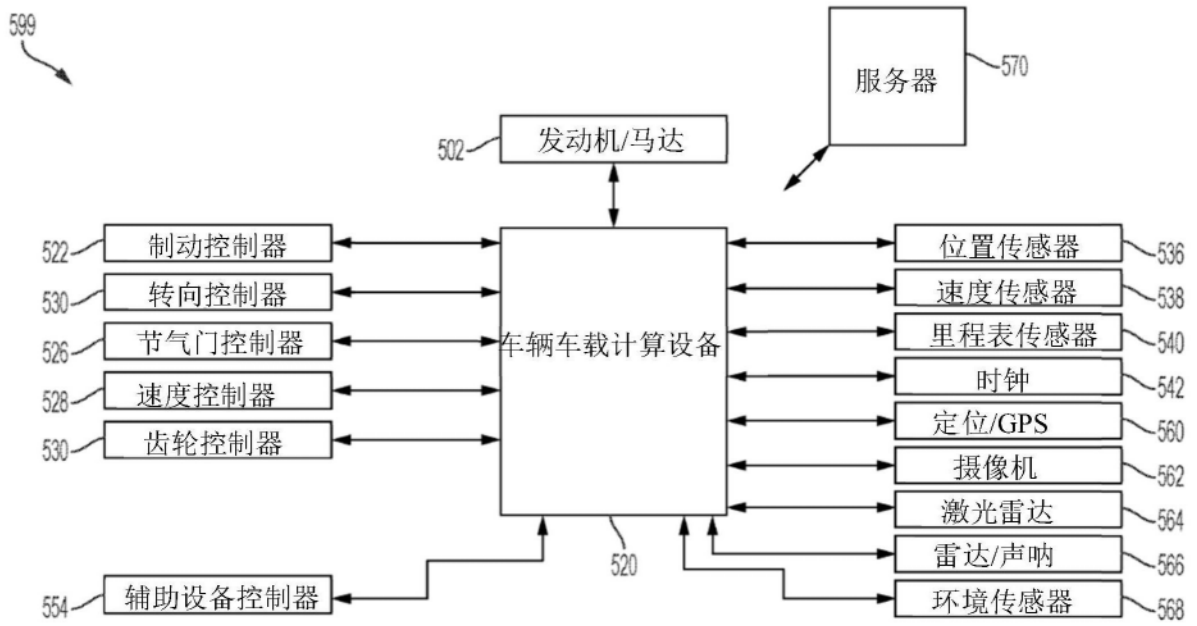 599
服务器
570
发动机/马达
502
制动控制器
522
转向控制器
530
节气门控制器
526
速度控制器
528
齿轮控制器
530
辅助设备控制器
554
车辆车载计算设备
520
位置传感器
536
速度传感器
538
里程表传感器
540
时钟
542
定位/GPS
560
摄像机
562
激光雷达
564
雷达/声呐
566
环境传感器
568